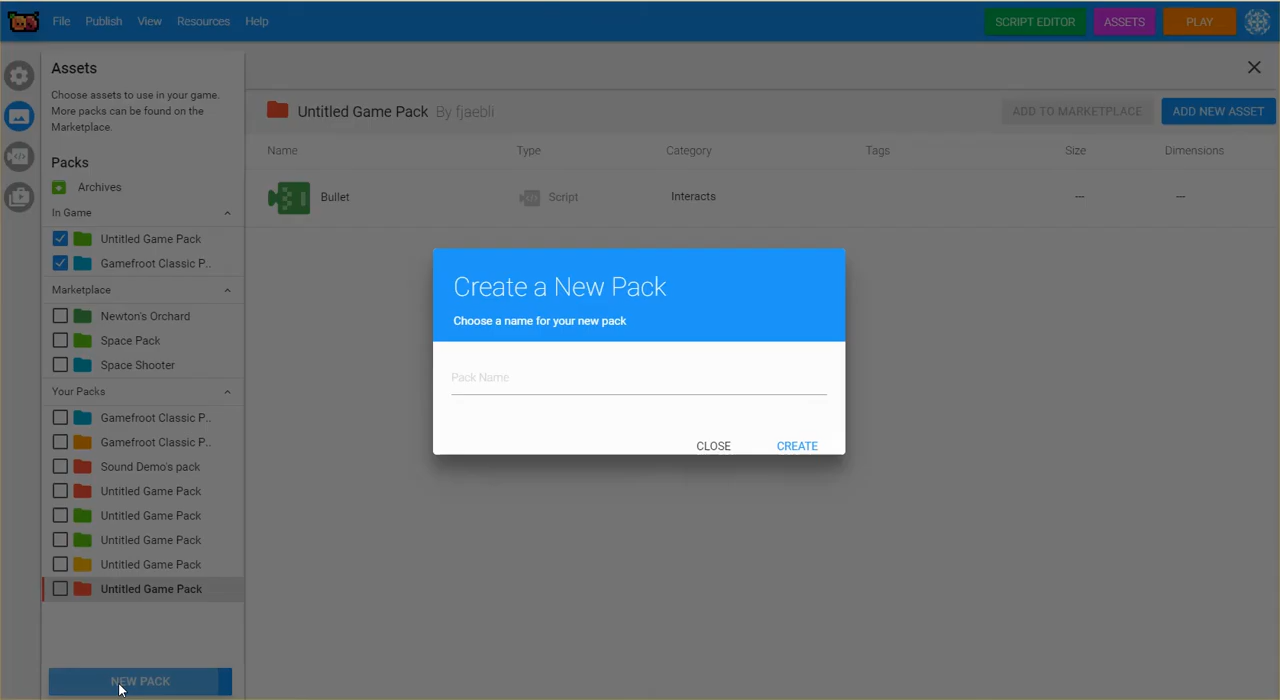 File Publish View Resources Help
SCRIPT EDITOR ASSETS PLAY
Assets
Choose assets to use in your game.
More packs can be found on the
Marketplace.
Packs
Archives
In Game
Untitled Game Pack
Gamefroot Classic P..
Marketplace
Newton's Orchard
Space Pack
Space Shooter
Your Packs
Gamefroot Classic P..
Gamefroot Classic P..
Sound Demo's pack
Untitled Game Pack
Untitled Game Pack
Untitled Game Pack
Untitled Game Pack
Untitled Game Pack
NEW PACK
Untitled Game Pack By fjaebli
ADD TO MARKETPLACE ADD NEW ASSET
Name Type Category Tags Size Dimensions
Bullet Script Interacts --- ---
Create a New Pack
Choose a name for your new pack
Pack Name
CLOSE CREATE